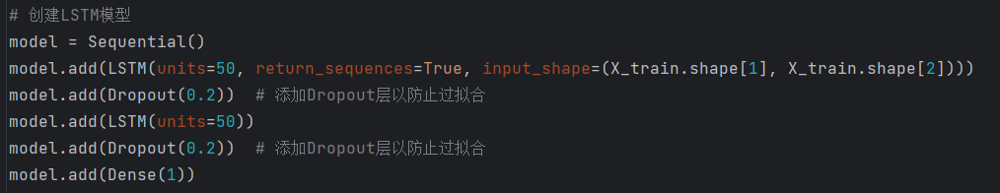 # 创建LSTM模型
model = Sequential()
model.add(LSTM(units=50, return_sequences=True, input_shape=(X_train.shape[1], X_train.shape[2])))
model.add(Dropout(0.2))  # 添加Dropout层以防止过拟合
model.add(LSTM(units=50))
model.add(Dropout(0.2))  # 添加Dropout层以防止过拟合
model.add(Dense(1))